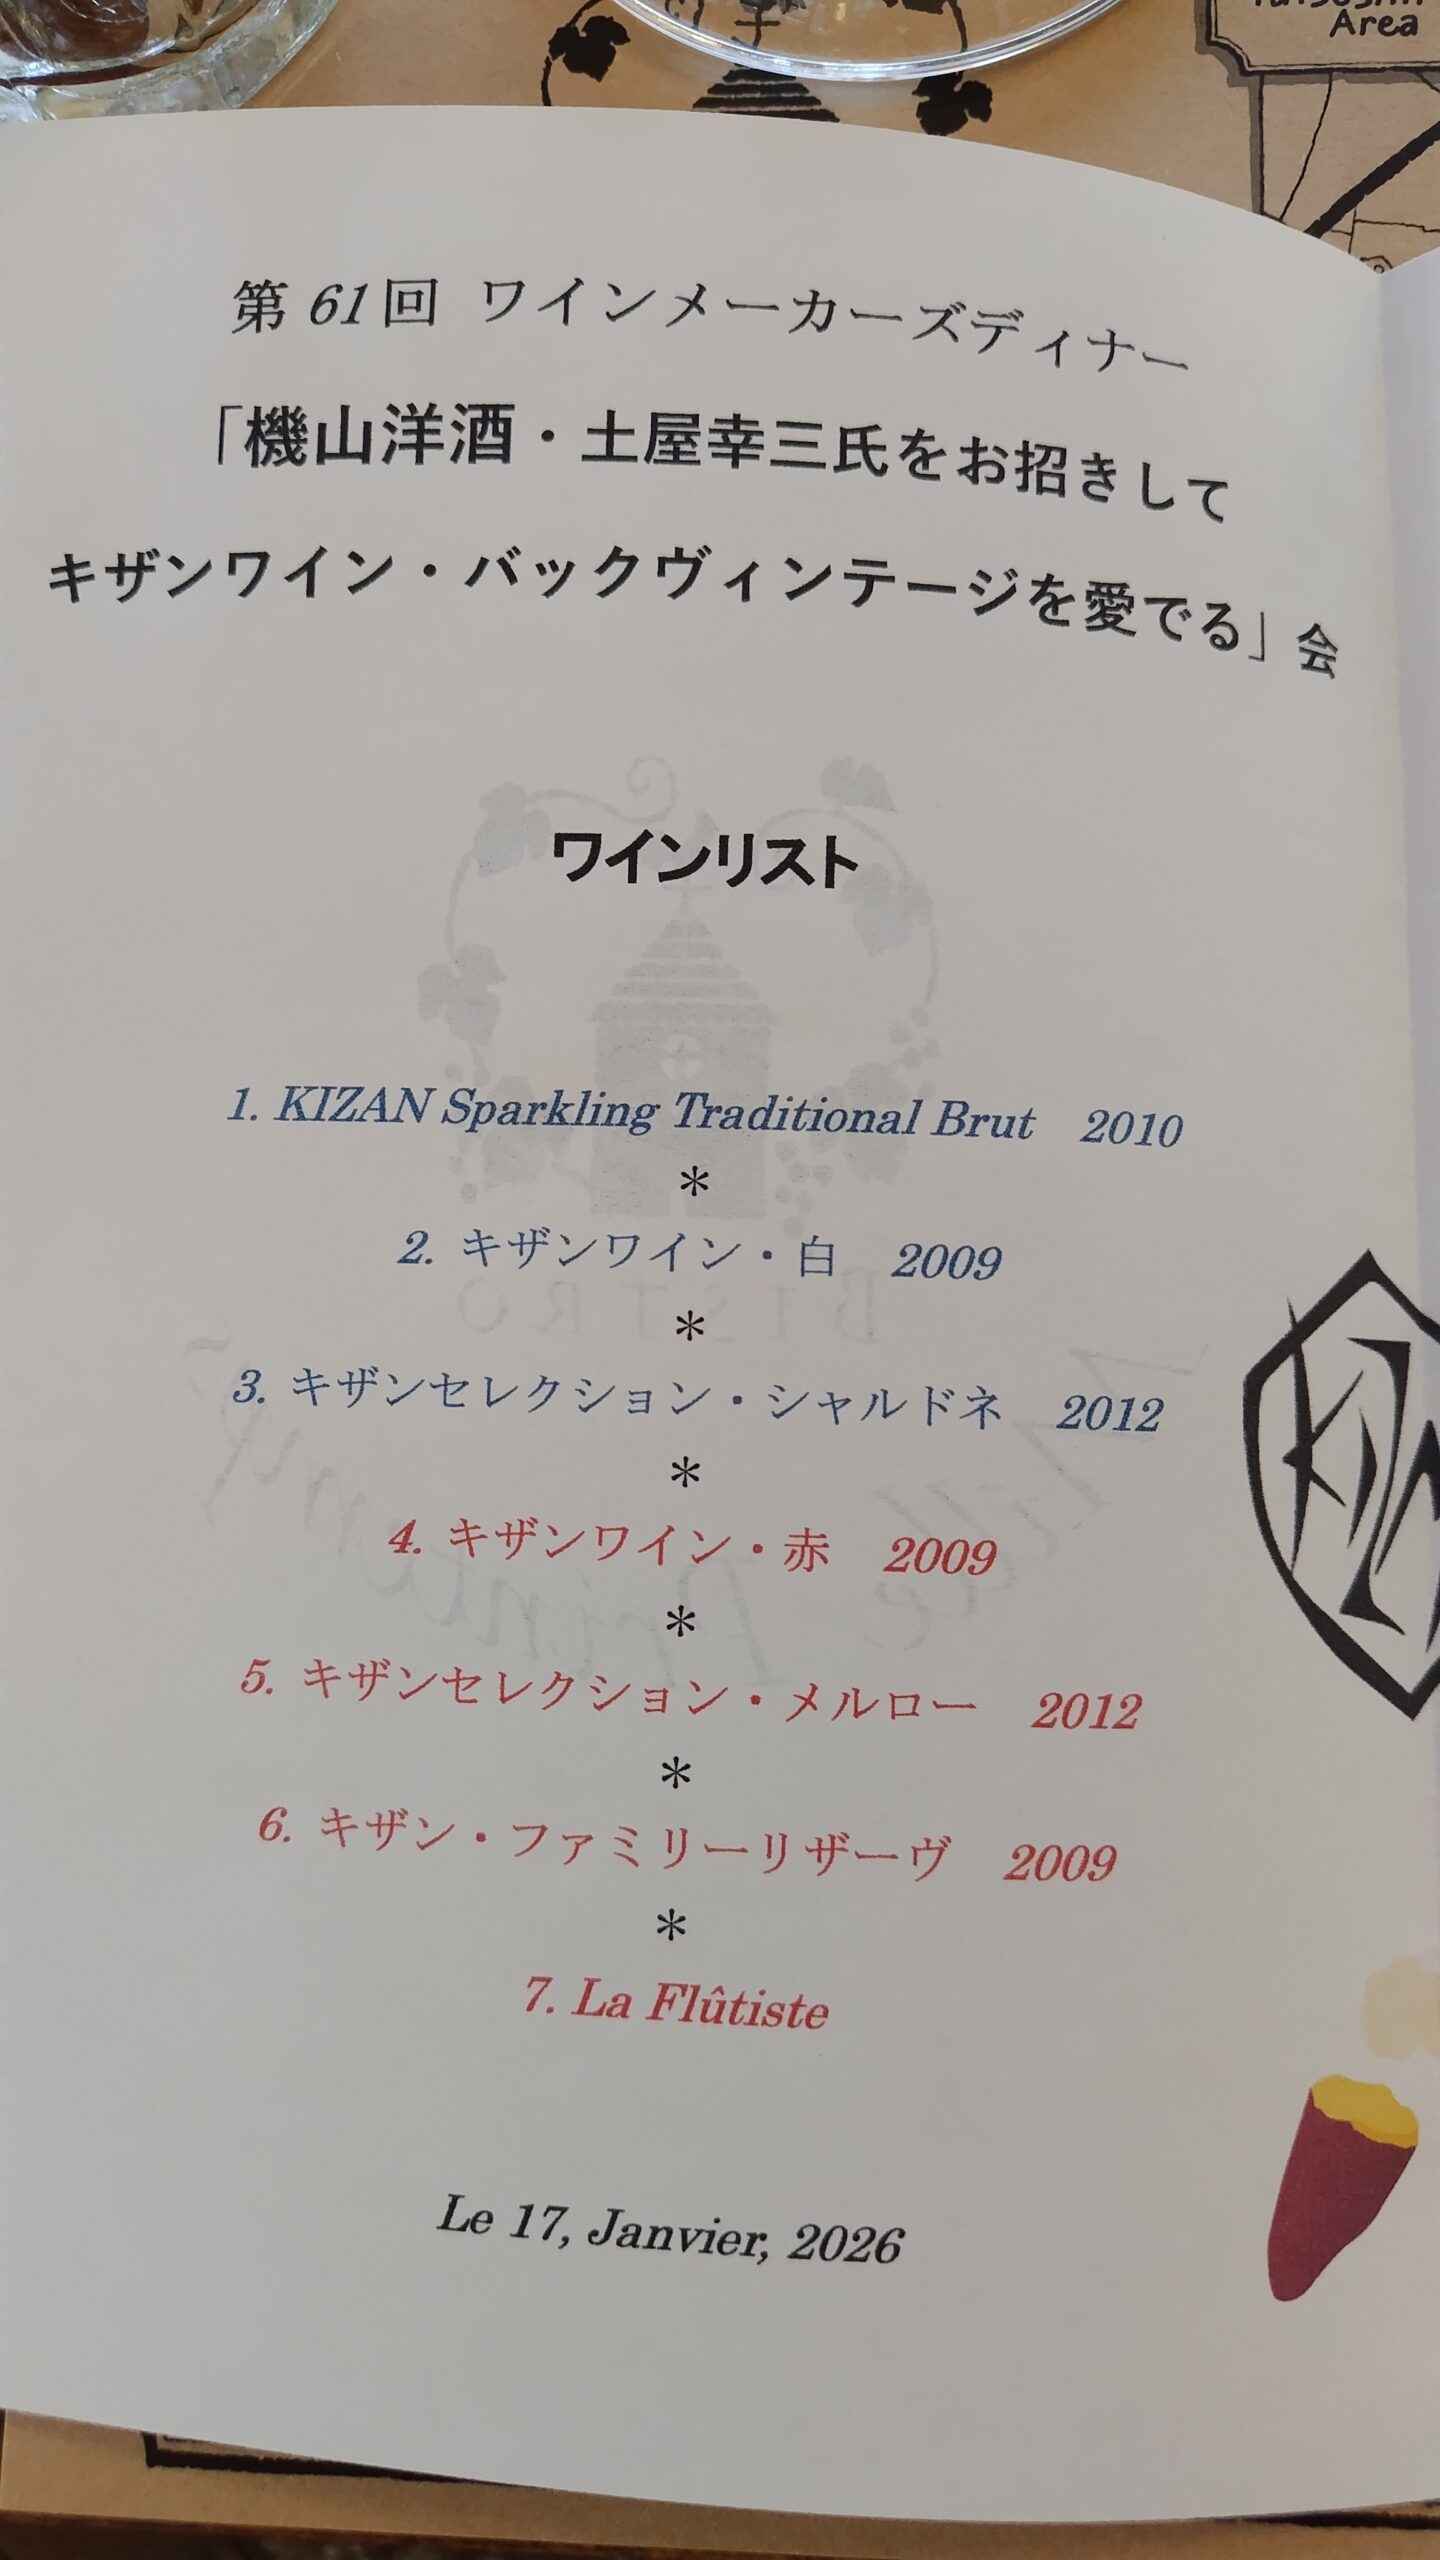 Area
第 61 回 ワインメーカーズディナー
「機山洋酒・土屋幸三氏をお招きして
キザンワイン・バックヴィンテージを愛でる」会
ワインリスト
1. KIZAN Sparkling Traditional Brut 2010
*
2. キザンワイン・白 2009
*
3. キザンセレクション・シャルドネ 2012
*
4. キザンワイン・赤 2009
*
5. キザンセレクション・メルロー 2012
*
6. キザン・ファミリーリザーヴ 2009
*
7. La Flûtiste
Le 17, Janvier, 2026
BISTRO
Mille Printemps